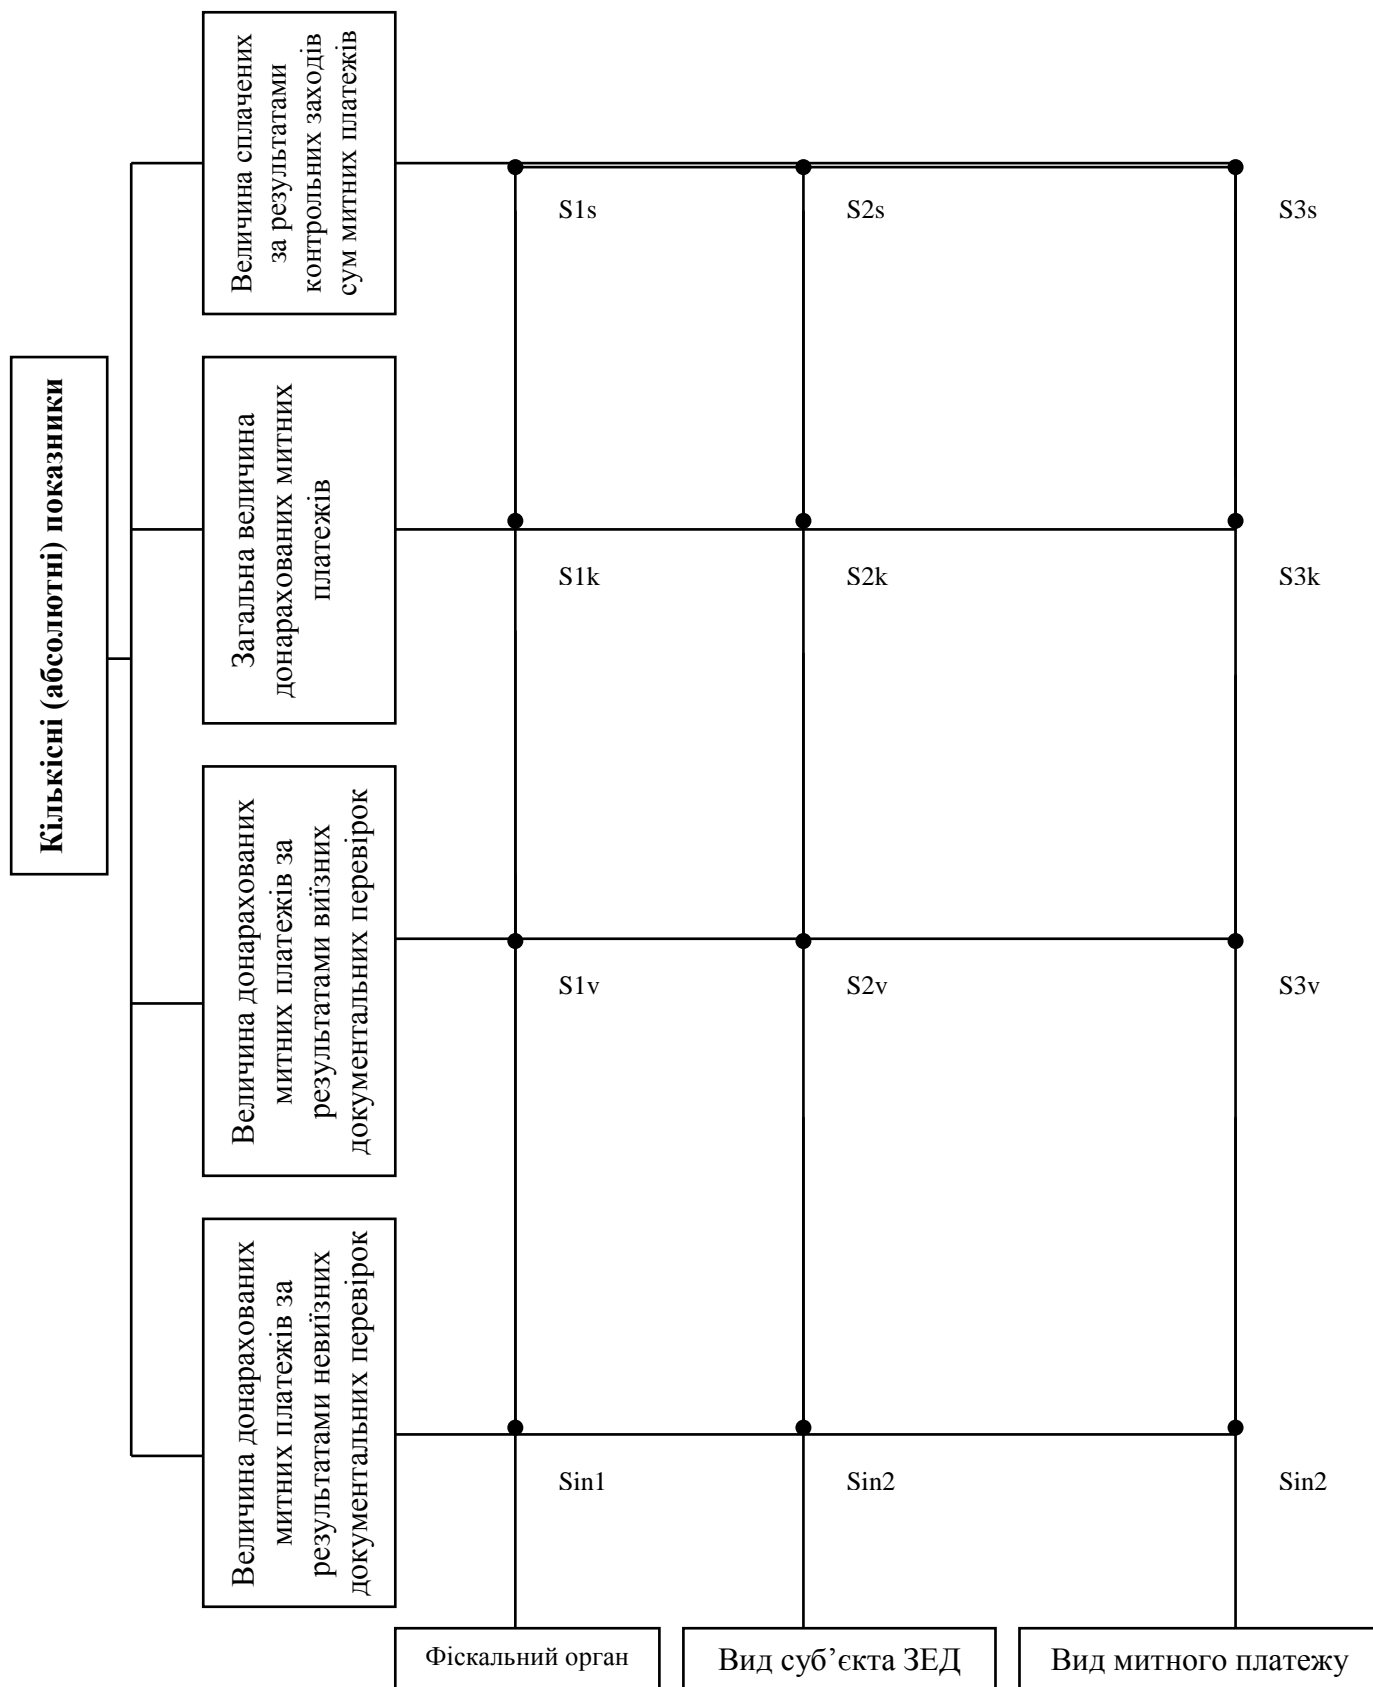 Кількісні (абсолютні) показники
Величина сплачених
за результатами
контрольних заходів
сум митних платежів
S1s
S2s
S3s
Загальна величина
донарахованих митних
платежів
S1k
S2k
S3k
Величина донарахованих
митних платежів за
результатами виїзних
документальних перевірок
S1v
S2v
S3v
Величина донарахованих
митних платежів за
результатами невиїзних
документальних перевірок
Sin1
Sin2
Sin2
Фіскальний орган
Вид суб’єкта ЗЕД
Вид митного платежу